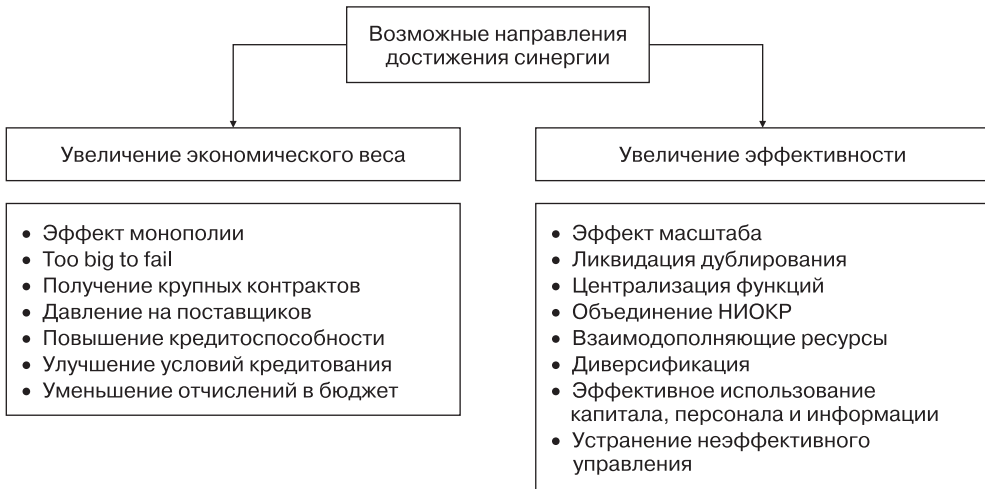 Возможные направления
достижения синергии
Увеличение экономического веса
• Эффект монополии
• Too big to fail
• Получение крупных контрактов
• Давление на поставщиков
• Повышение кредитоспособности
• Улучшение условий кредитования
• Уменьшение отчислений в бюджет
Увеличение эффективности
• Эффект масштаба
• Ликвидация дублирования
• Централизация функций
• Объединение НИОКР
• Взаимодополняющие ресурсы
• Диверсификация
• Эффективное использование
капитала, персонала и информации
• Устранение неэффективного
управления